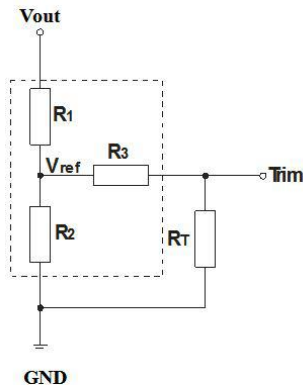 Vout
R1
R3
Vref
Trim
R2
RT
GND